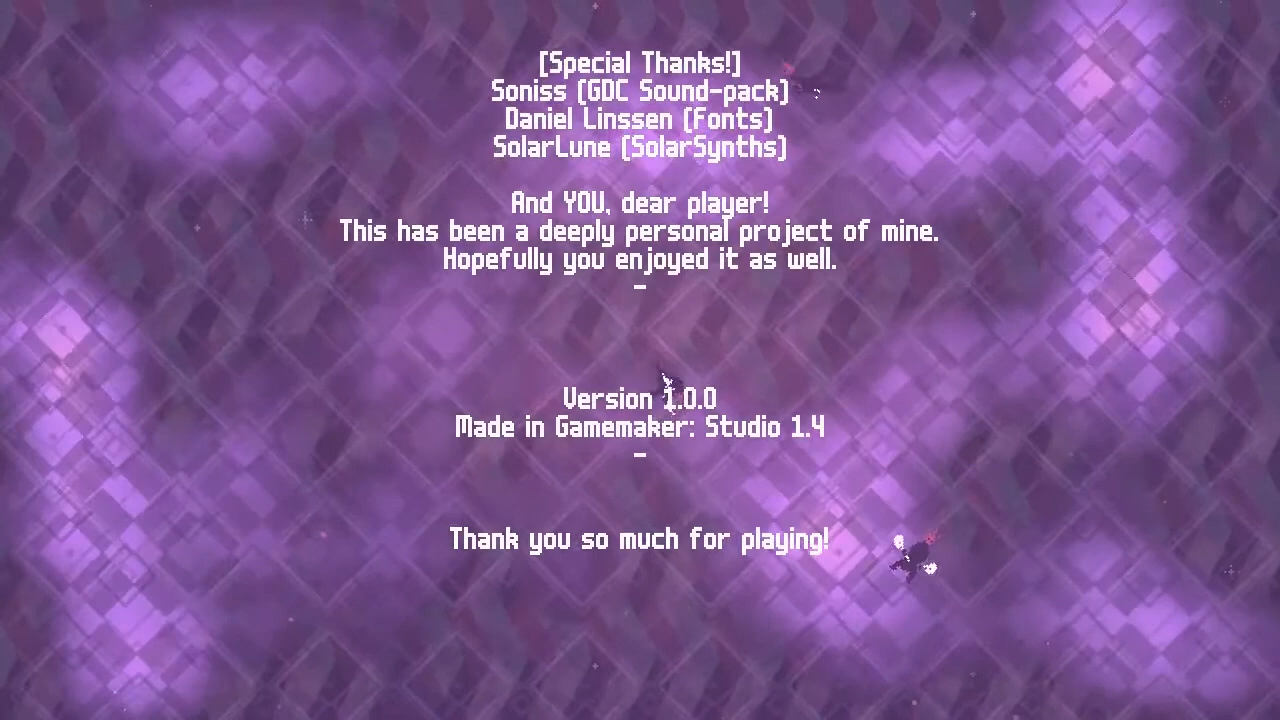 [Special Thanks!]
Soniss (GDC Sound-pack)
Daniel Linssen (Fonts)
SolarLune (SolarSynths)
And YOU, dear player!
This has been a deeply personal project of mine.
Hopefully you enjoyed it as well.
-
Version 1.0.0
Made in Gamemaker: Studio 1.4
-
Thank you so much for playing!